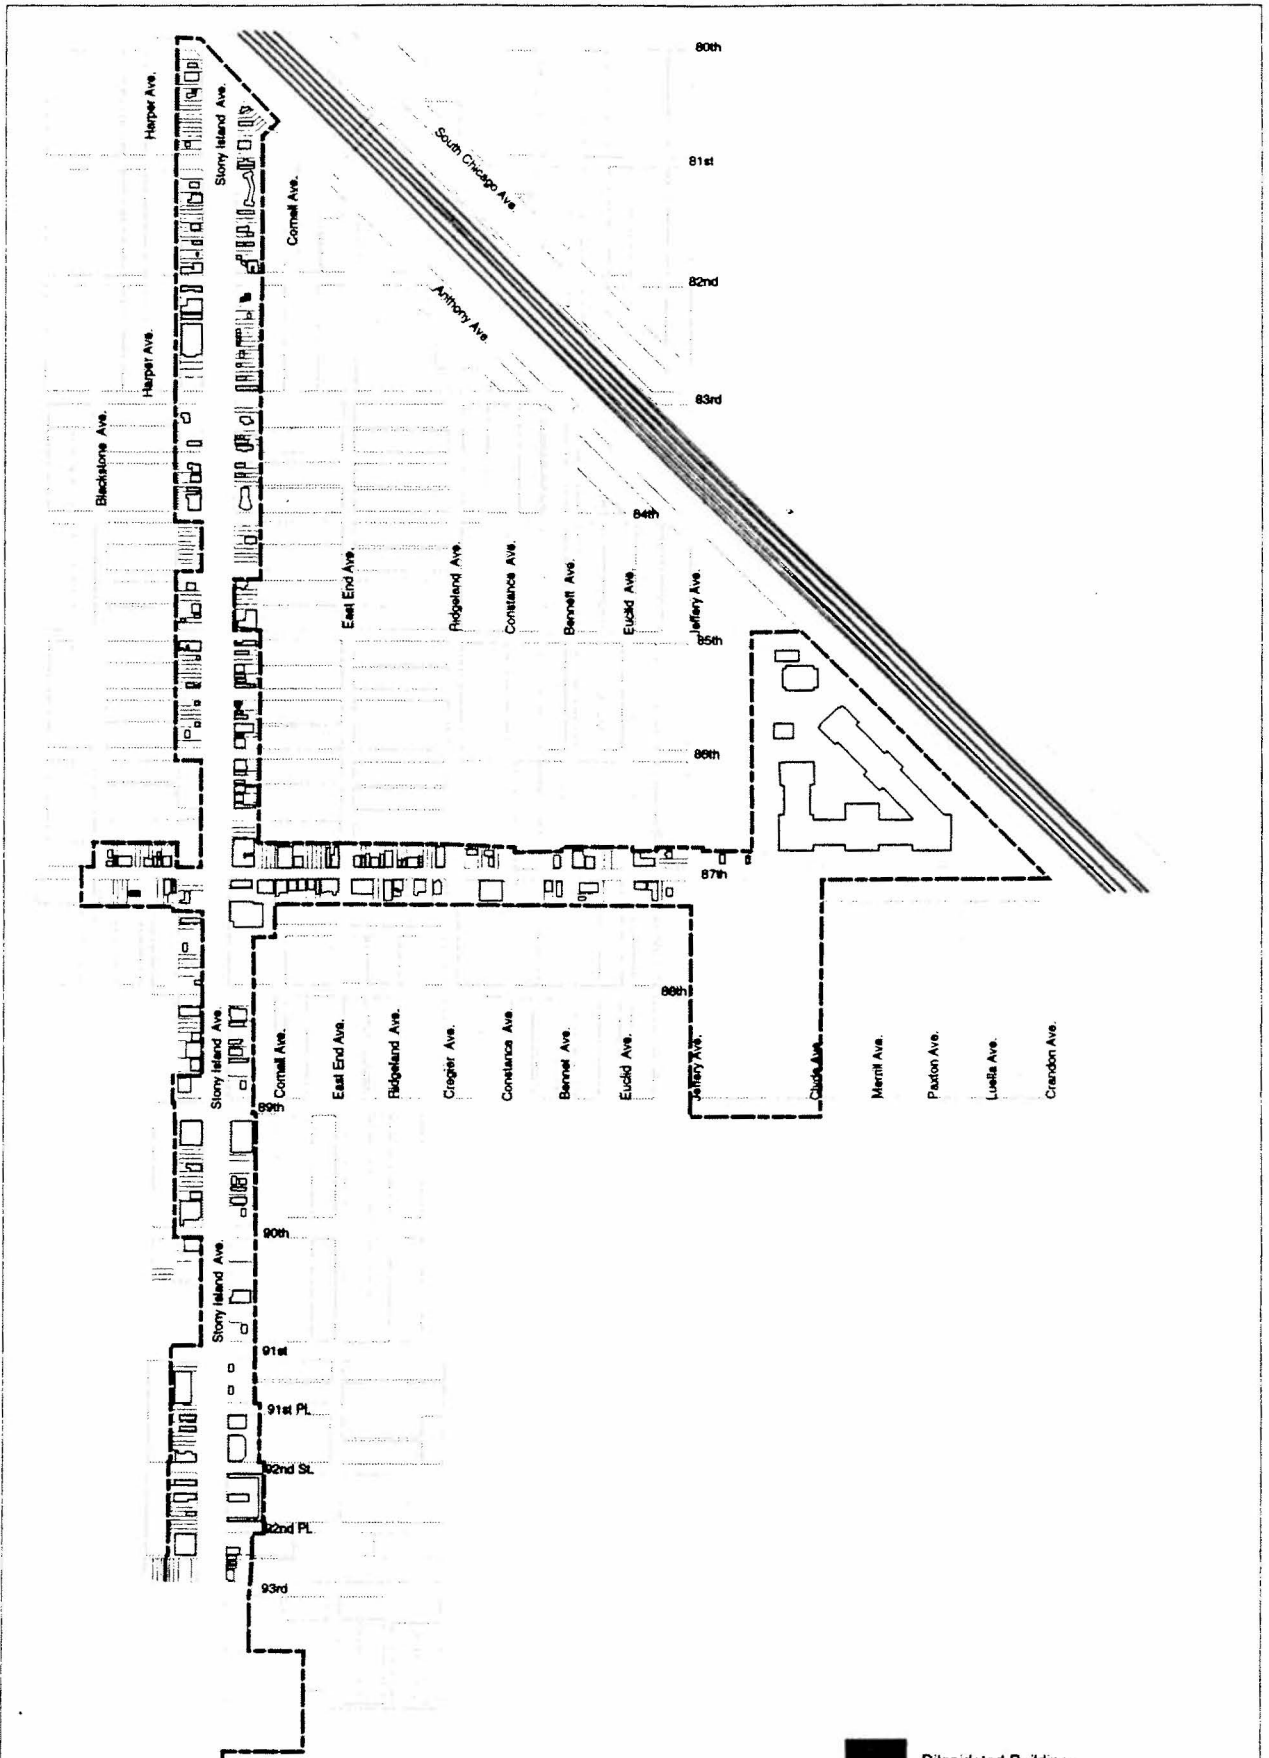 80th
Harper Ave.
Stony Island Ave.
South Chicago Ave.
81st
Cornell Ave.
82nd
Anthony Ave.
Harper Ave.
83rd
Blackstone Ave.
84th
East End Ave.
Ridgeland Ave.
Constance Ave.
Bennett Ave.
Euclid Ave.
Jeffery Ave.
85th
86th
87th
88th
Stony Island Ave.
Cornell Ave.
East End Ave.
Ridgeland Ave.
Cregier Ave.
Constance Ave.
Bennet Ave.
Euclid Ave.
Jeffery Ave.
Clyde Ave.
Merrill Ave.
Paxton Ave.
Luella Ave.
Crandon Ave.
89th
90th
Stony Island Ave.
91st
91st Pl.
92nd St.
92nd Pl.
93rd
Dilapidated Building